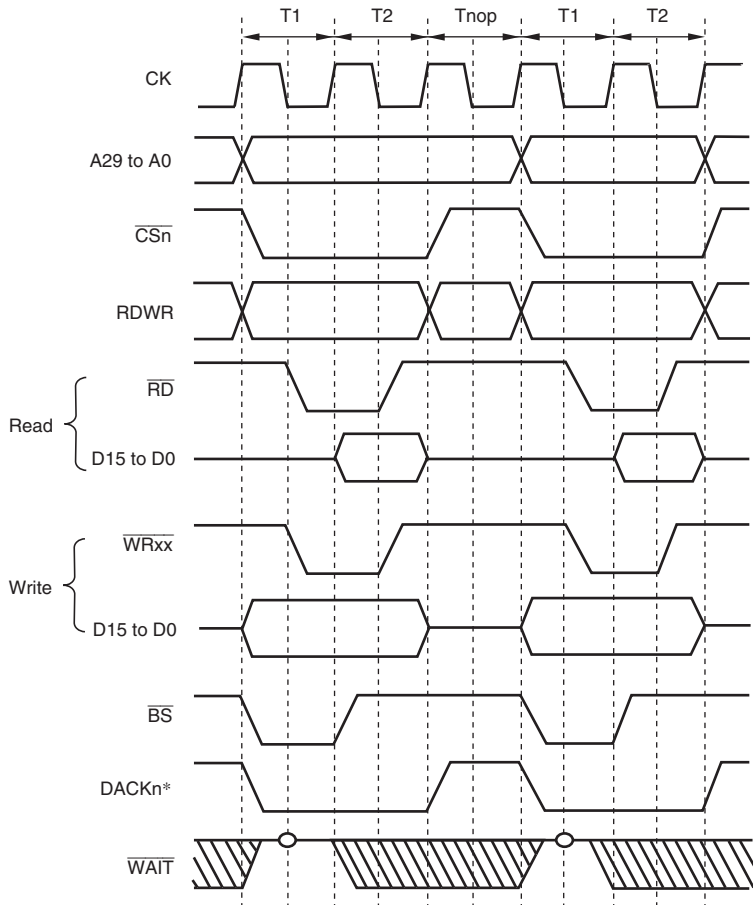 T1 T2 Tnop T1 T2
CK
A29 to A0
CSn
RDWR
RD
Read
D15 to D0
WRxx
Write
D15 to D0
BS
DACKn*
WAIT